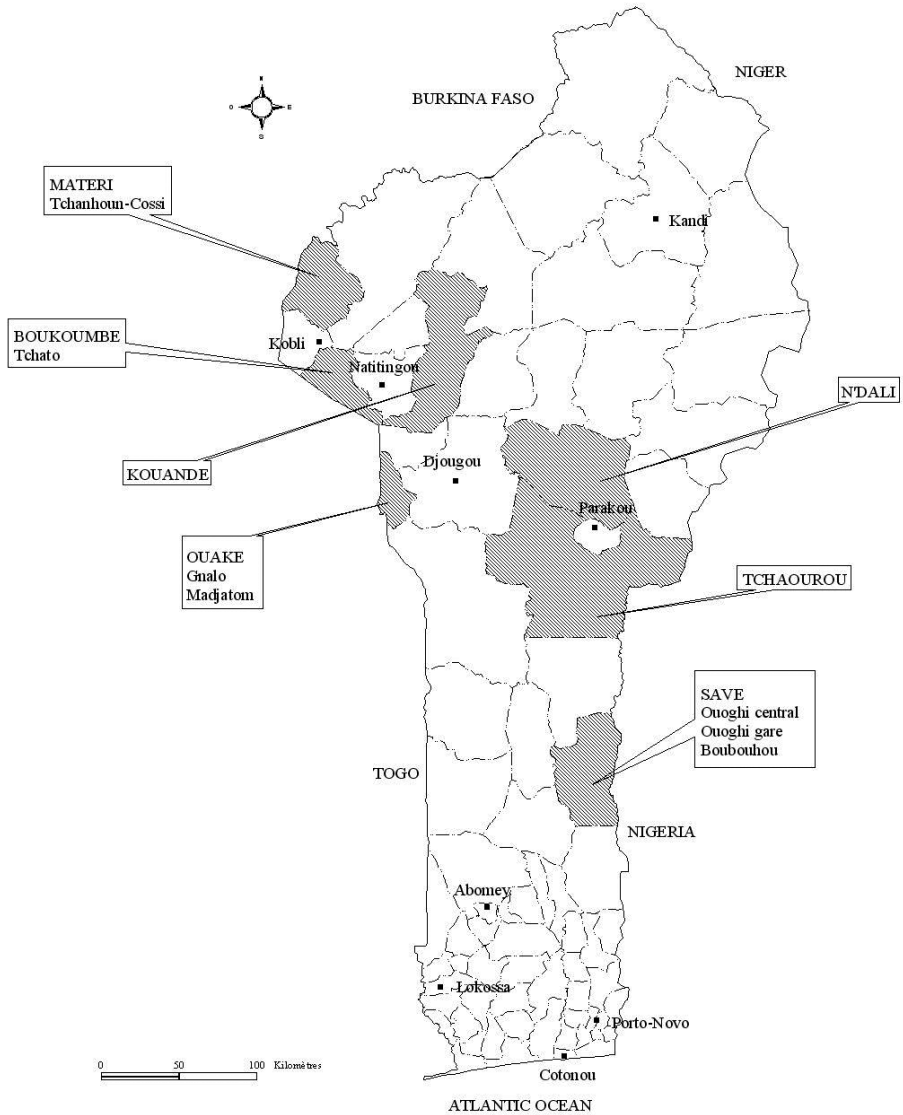 NIGER
BURKINA FASO
O
E
S
MATERI
Tchanhoun-Cossi
Kandi
BOUKOUMBE
Tchato
Kobli
Natitingou
N'DALI
KOUANDE
Djougou
Parakou
OUAKE
Gnalo
Madjatom
TCHAOUROU
SAVE
Ouoghi central
Ouoghi gare
Boubouhou
TOGO
NIGERIA
Abomey
Lokossa
Porto-Novo
0 50 100 Kilomètres
Cotonou
ATLANTIC OCEAN